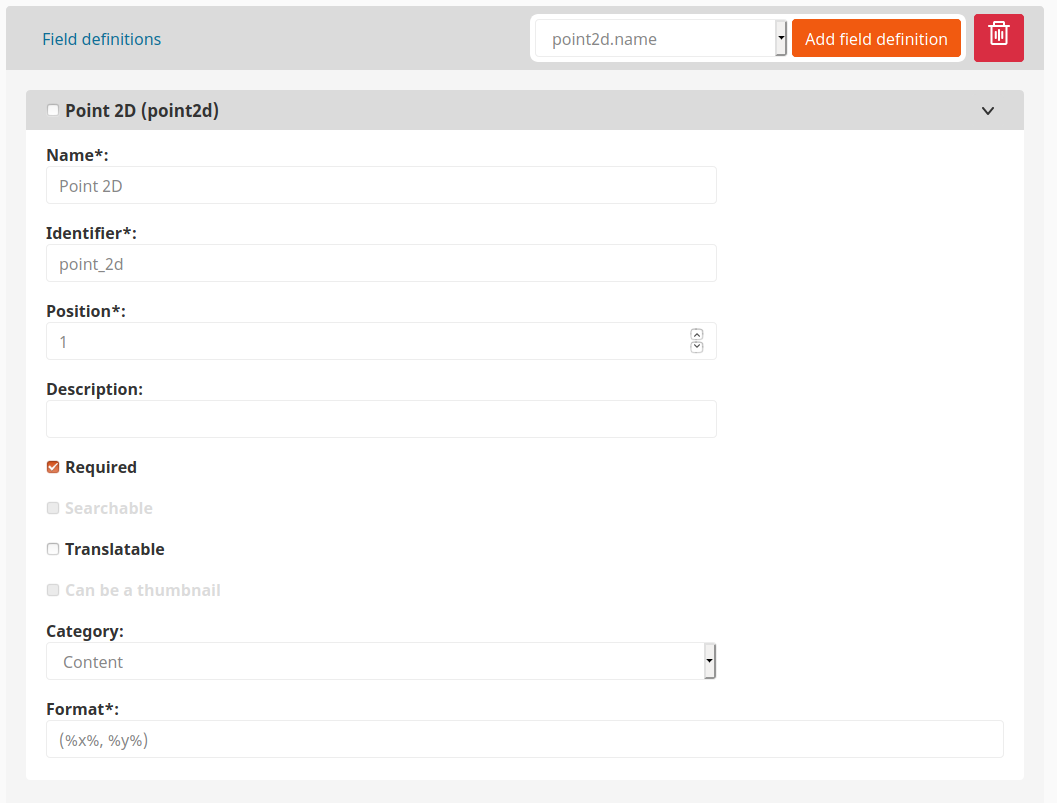 Field definitions
point2d.name
Add field definition
Point 2D (point2d)
Name*:
Point 2D
Identifier*:
point_2d
Position*:
1
Description:
Required
Searchable
Translatable
Can be a thumbnail
Category:
Content
Format*:
(%x%, %y%)